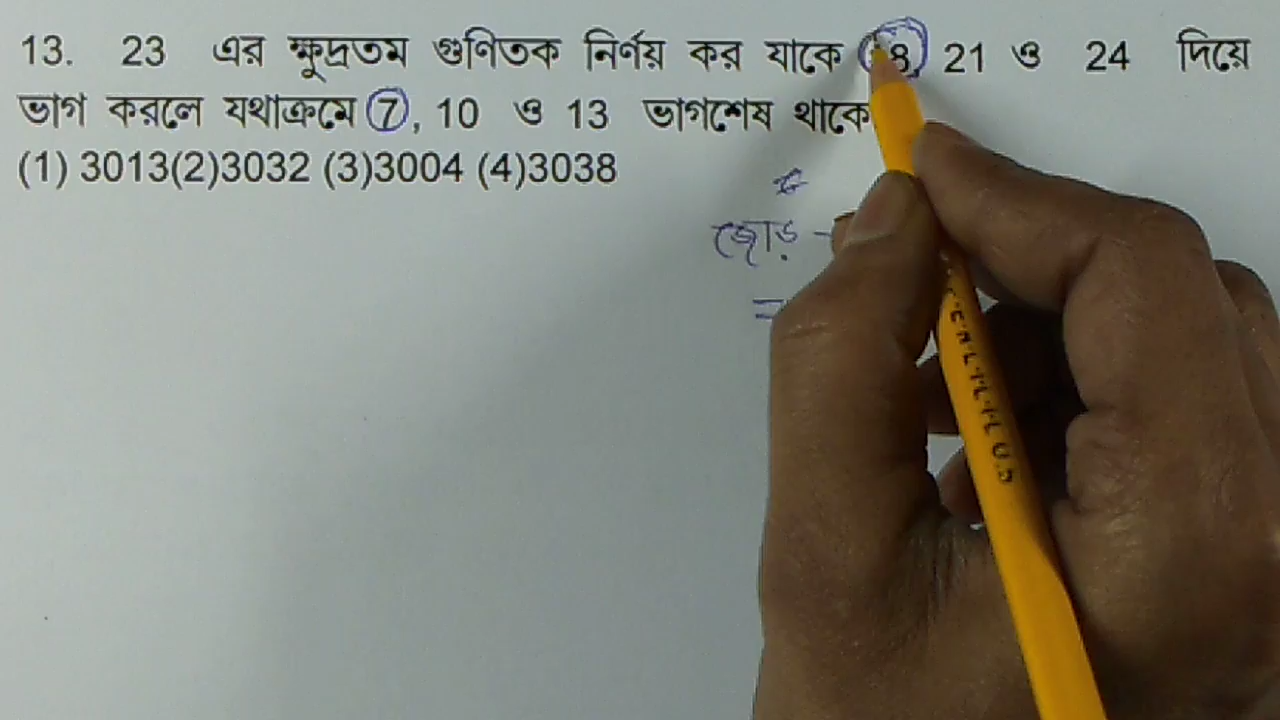 13. 23 এর ক্ষুদ্রতম গুণিতক নির্ণয় কর যাকে 21 ও 24 দিয়ে
ভাগ করলে যথাক্রমে 7, 10 ও 13 ভাগশেষ থাকে
(1) 3013(2)3032 (3)3004 (4)3038
জোড় –
=